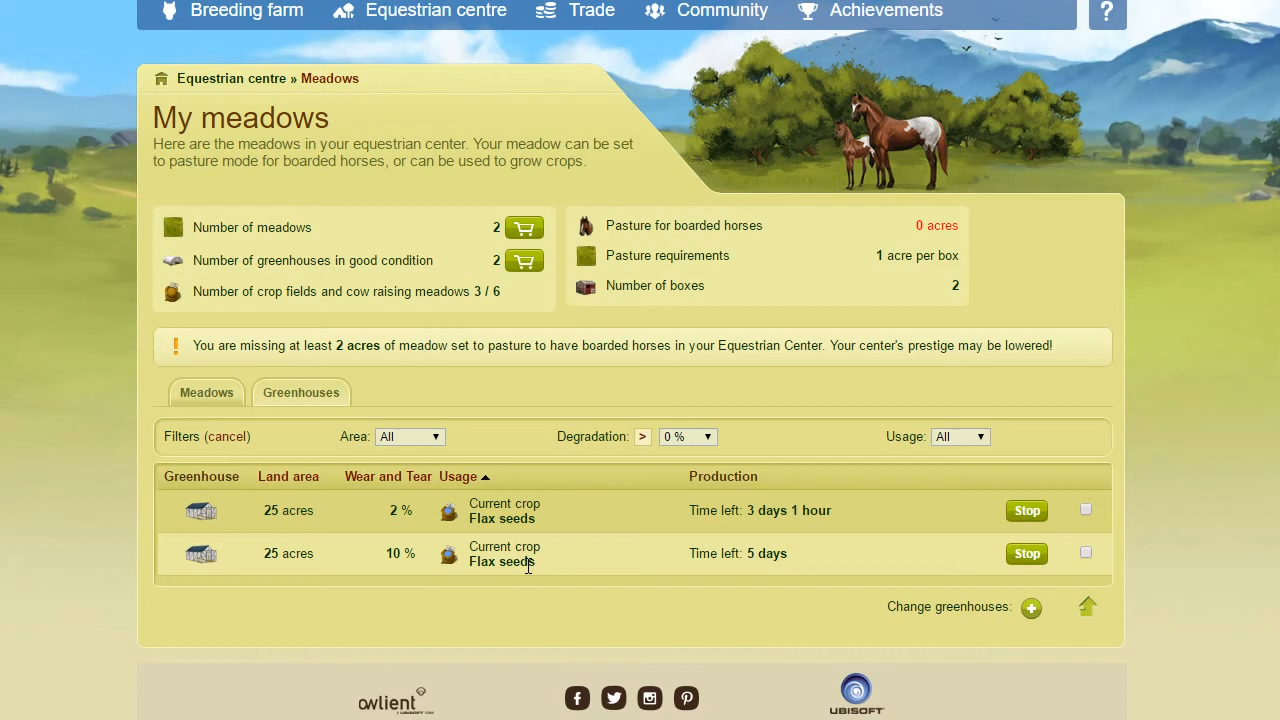 Breeding farm Equestrian centre Trade Community Achievements ?
Equestrian centre » Meadows
My meadows
Here are the meadows in your equestrian center. Your meadow can be set
to pasture mode for boarded horses, or can be used to grow crops.
Number of meadows 2
Number of greenhouses in good condition 2
Number of crop fields and cow raising meadows 3 / 6
Pasture for boarded horses 0 acres
Pasture requirements 1 acre per box
Number of boxes 2
You are missing at least 2 acres of meadow set to pasture to have boarded horses in your Equestrian Center. Your center's prestige may be lowered!
Meadows Greenhouses
Filters (cancel) Area: All Degradation: > 0 % Usage: All
Greenhouse Land area Wear and Tear Usage Production
25 acres 2 % Current crop Time left: 3 days 1 hour Stop
Flax seeds
25 acres 10 % Current crop Time left: 5 days Stop
Flax seeds
Change greenhouses:
owlient
UBISOFT